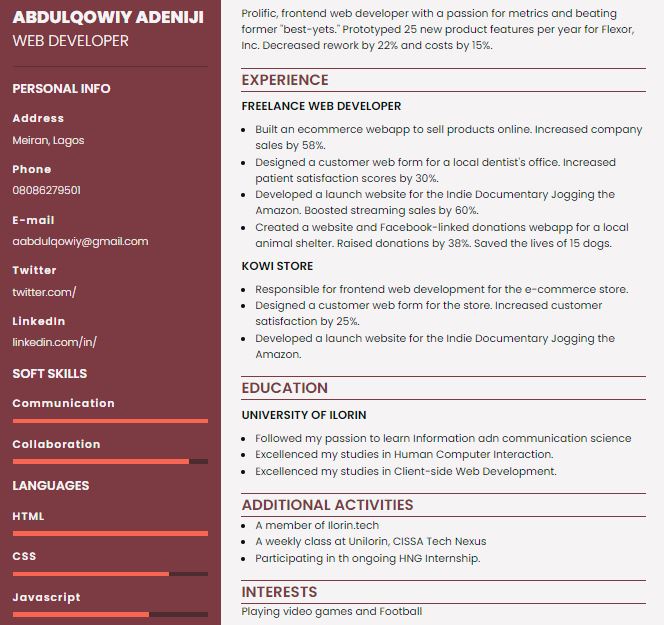 ABDULQOWIY ADENIJI
WEB DEVELOPER
PERSONAL INFO
Address
Meiran, Lagos
Phone
08086279501
E-mail
aabdulqowiy@gmail.com
Twitter
twitter.com/
LinkedIn
linkedin.com/in/
SOFT SKILLS
Communication
Collaboration
LANGUAGES
HTML
CSS
Javascript
Prolific, frontend web developer with a passion for metrics and beating
former "best-yets." Prototyped 25 new product features per year for Flexor,
Inc. Decreased rework by 22% and costs by 15%.
EXPERIENCE
FREELANCE WEB DEVELOPER
• Built an ecommerce webapp to sell products online. Increased company
sales by 58%.
• Designed a customer web form for a local dentist's office. Increased
patient satisfaction scores by 30%.
• Developed a launch website for the Indie Documentary Jogging the
Amazon. Boosted streaming sales by 60%.
• Created a website and Facebook-linked donations webapp for a local
animal shelter. Raised donations by 38%. Saved the lives of 15 dogs.
KOWI STORE
• Responsible for frontend web development for the e-commerce store.
• Designed a customer web form for the store. Increased customer
satisfaction by 25%.
• Developed a launch website for the Indie Documentary Jogging the
Amazon.
EDUCATION
UNIVERSITY OF ILORIN
• Followed my passion to learn Information adn communication science
• Excellenced my studies in Human Computer Interaction.
• Excellenced my studies in Client-side Web Development.
ADDITIONAL ACTIVITIES
• A member of Ilorin.tech
• A weekly class at Unilorin, CISSA Tech Nexus
• Participating in th ongoing HNG Internship.
INTERESTS
Playing video games and Football